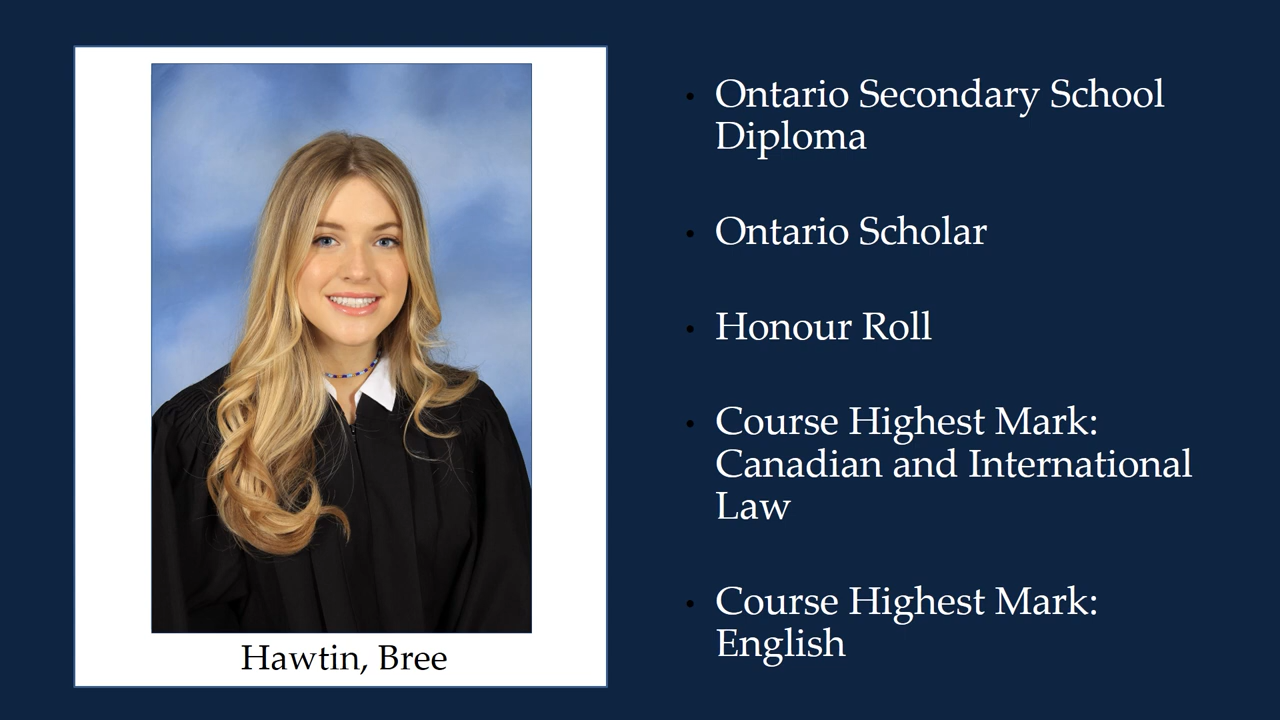 Ontario Secondary School
Diploma
Ontario Scholar
Honour Roll
Course Highest Mark:
Canadian and International
Law
Course Highest Mark:
English
Hawtin, Bree